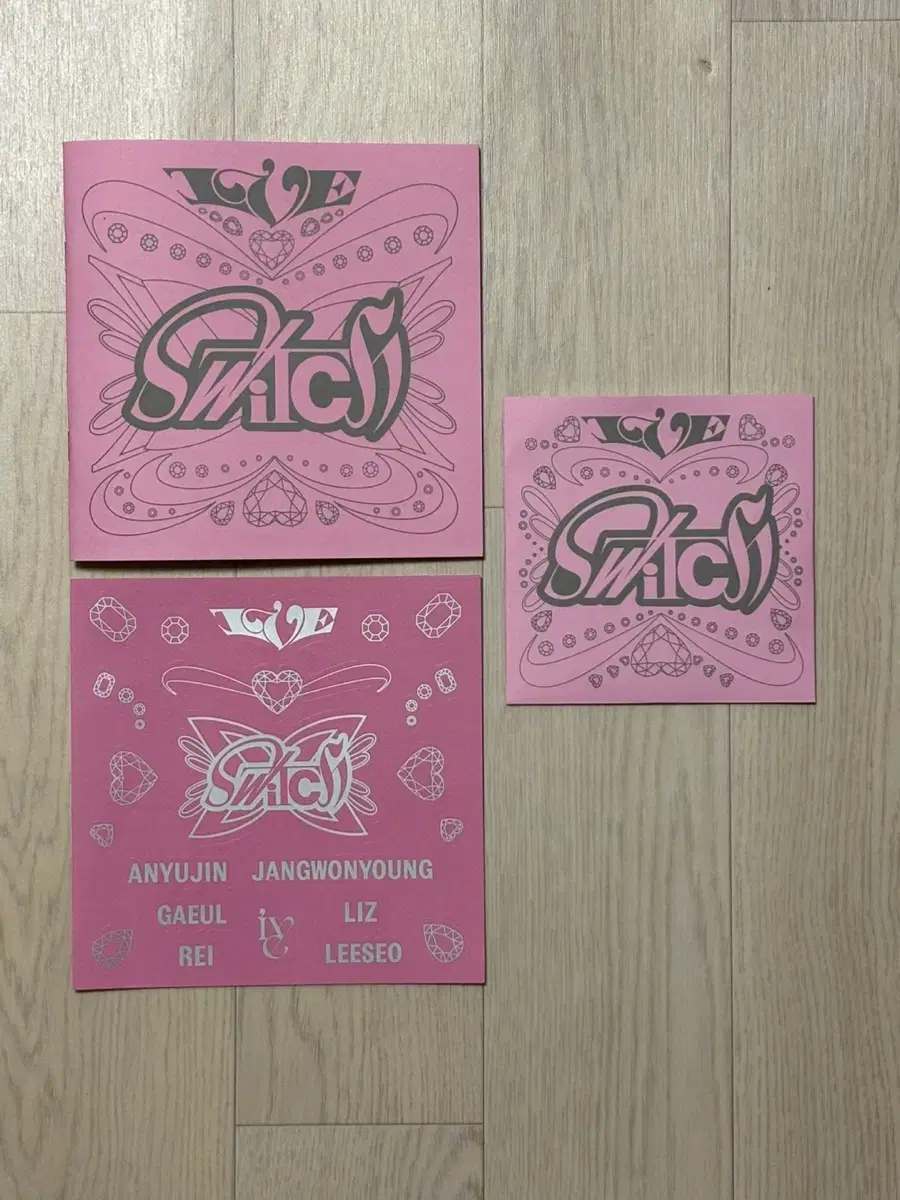 IVE
SWITCH
IVE
SWITCH
ANYUJIN JANGWONYOUNG
GAEUL IVE LIZ
REI LEESEO
IVE
SWITCH